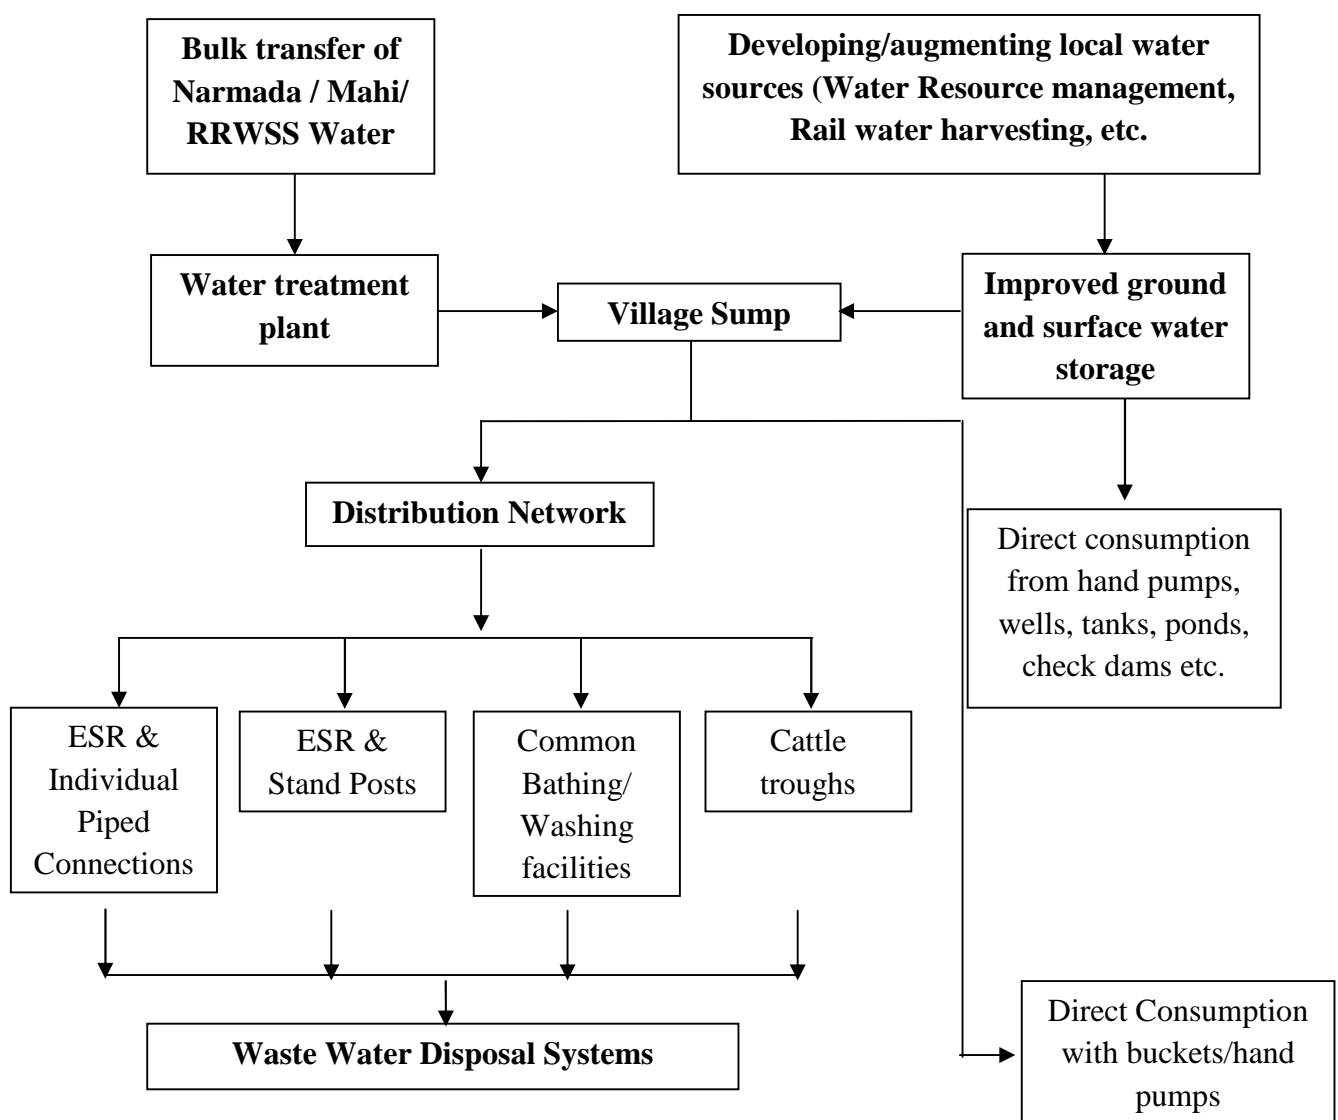 Bulk transfer of
Narmada / Mahi/
RRWSS Water
Developing/augmenting local water
sources (Water Resource management,
Rail water harvesting, etc.
Water treatment
plant
Village Sump
Improved ground
and surface water
storage
Distribution Network
Direct consumption
from hand pumps,
wells, tanks, ponds,
check dams etc.
ESR &
Individual
Piped
Connections
ESR &
Stand Posts
Common
Bathing/
Washing
facilities
Cattle
troughs
Waste Water Disposal Systems
Direct Consumption
with buckets/hand
pumps